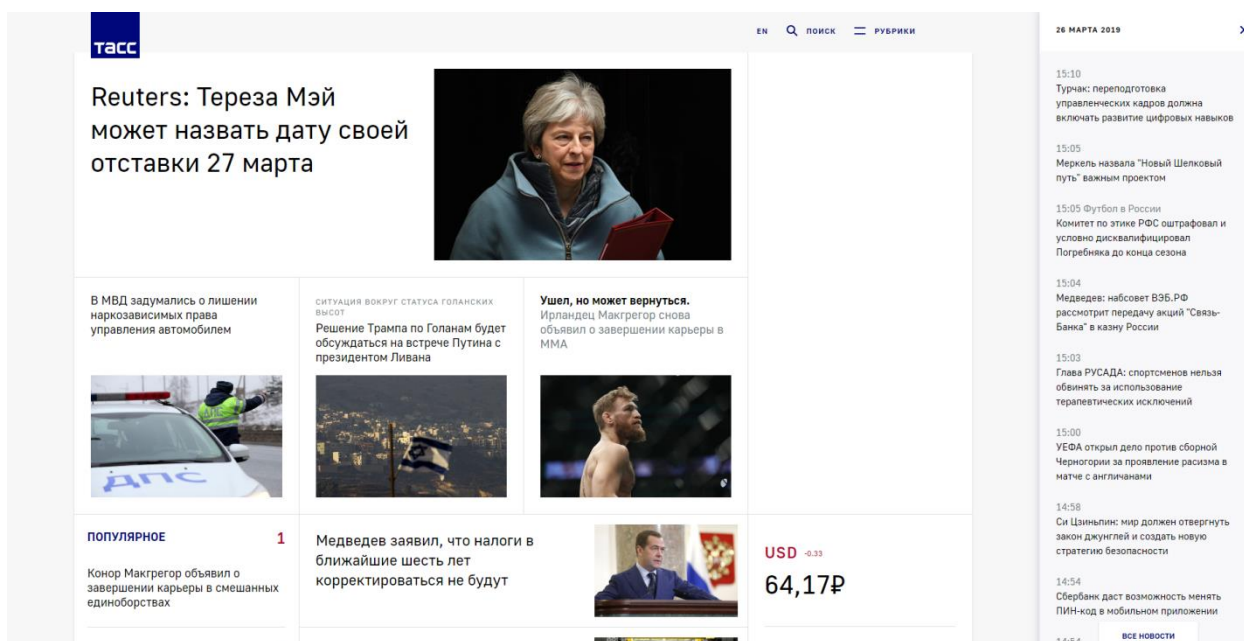 тасс
EN ПОИСК РУБРИКИ
Reuters: Тереза Мэй
может назвать дату своей
отставки 27 марта
В МВД задумались о лишении
наркозависимых права
управления автомобилем
СИТУАЦИЯ ВОКРУГ СТАТУСА ГОЛАНСКИХ
ВЫСОТ
Решение Трампа по Голанам будет
обсуждаться на встрече Путина с
президентом Ливана
Ушел, но может вернуться.
Ирландец Макгрегор снова
объявил о завершении карьеры в
ММА
ДПС
ПОПУЛЯРНОЕ 1
Конор Макгрегор объявил о
завершении карьеры в смешанных
единоборствах
Медведев заявил, что налоги в
ближайшие шесть лет
корректироваться не будут
USD -0.33
64,17₽
26 МАРТА 2019
15:10
Турчак: переподготовка
управленческих кадров должна
включать развитие цифровых навыков
15:05
Меркель назвала "Новый Шелковый
путь" важным проектом
15:05 Футбол в России
Комитет по этике РФС оштрафовал и
условно дисквалифицировал
Погребняка до конца сезона
15:04
Медведев: набсовет ВЭБ.РФ
рассмотрит передачу акций "Связь-
Банка" в казну России
15:03
Глава РУСАДА: спортсменов нельзя
обвинять за использование
терапевтических исключений
15:00
УЕФА открыл дело против сборной
Черногории за проявление расизма в
матче с англичанами
14:58
Си Цзиньпин: мир должен отвергнуть
закон джунглей и создать новую
стратегию безопасности
14:54
Сбербанк даст возможность менять
ПИН-код в мобильном приложении
ВСЕ НОВОСТИ